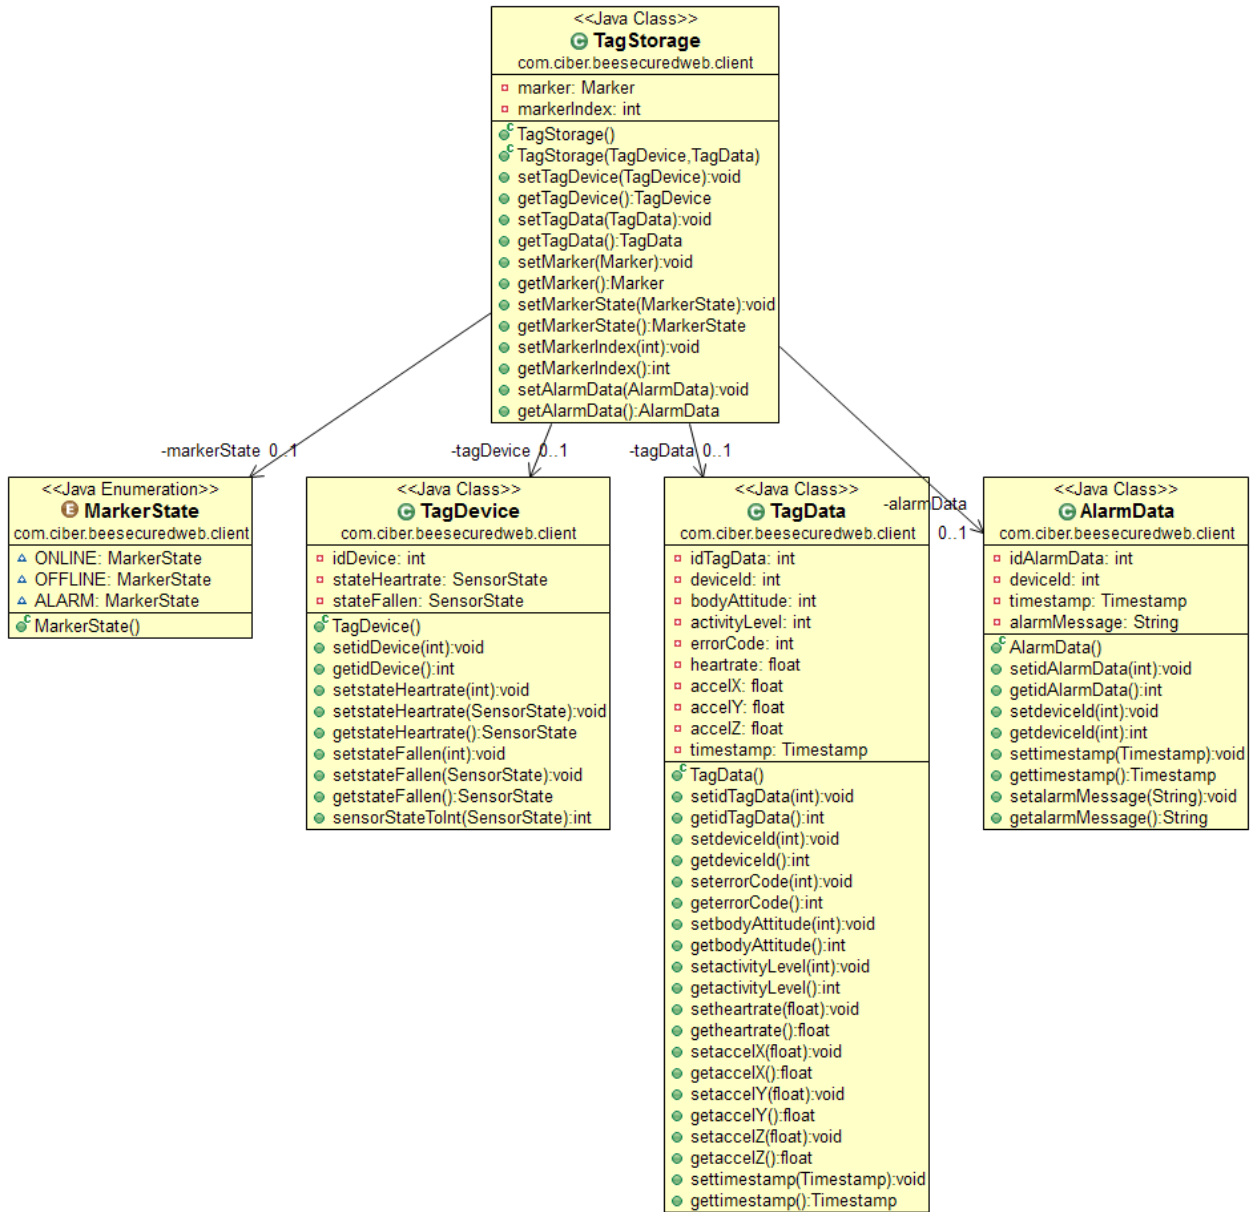 <<Java Class>>
TagStorage
com.ciber.beesecuredweb.client
marker: Marker
markerIndex: int
TagStorage()
TagStorage(TagDevice,TagData)
setTagDevice(TagDevice):void
getTagDevice():TagDevice
setTagData(TagData):void
getTagData():TagData
setMarker(Marker):void
getMarker():Marker
setMarkerState(MarkerState):void
getMarkerState():MarkerState
setMarkerIndex(int):void
getMarkerIndex():int
setAlarmData(AlarmData):void
getAlarmData():AlarmData
-markerState 0..1
-tagDevice 0..1
-tagData 0..1
-alarmData
0..1
<<Java Enumeration>>
MarkerState
com.ciber.beesecuredweb.client
ONLINE: MarkerState
OFFLINE: MarkerState
ALARM: MarkerState
MarkerState()
<<Java Class>>
TagDevice
com.ciber.beesecuredweb.client
idDevice: int
stateHeartrate: SensorState
stateFallen: SensorState
TagDevice()
setidDevice(int):void
getidDevice():int
setstateHeartrate(int):void
setstateHeartrate(SensorState):void
getstateHeartrate():SensorState
setstateFallen(int):void
setstateFallen(SensorState):void
getstateFallen():SensorState
sensorStateToInt(SensorState):int
<<Java Class>>
TagData
com.ciber.beesecuredweb.client
idTagData: int
deviceId: int
bodyAttitude: int
activityLevel: int
errorCode: int
heartrate: float
accelX: float
accelY: float
accelZ: float
timestamp: Timestamp
TagData()
setidTagData(int):void
getidTagData():int
setdeviceId(int):void
getdeviceId():int
seterrorCode(int):void
geterrorCode():int
setbodyAttitude(int):void
getbodyAttitude():int
setactivityLevel(int):void
getactivityLevel():int
setheartrate(float):void
getheartrate():float
setaccelX(float):void
getaccelX():float
setaccelY(float):void
getaccelY():float
setaccelZ(float):void
getaccelZ():float
settimestamp(Timestamp):void
gettimestamp():Timestamp
<<Java Class>>
AlarmData
com.ciber.beesecuredweb.client
idAlarmData: int
deviceId: int
timestamp: Timestamp
alarmMessage: String
AlarmData()
setidAlarmData(int):void
getidAlarmData():int
setdeviceId(int):void
getdeviceId():int
settimestamp(Timestamp):void
gettimestamp():Timestamp
setalarmMessage(String):void
getalarmMessage():String